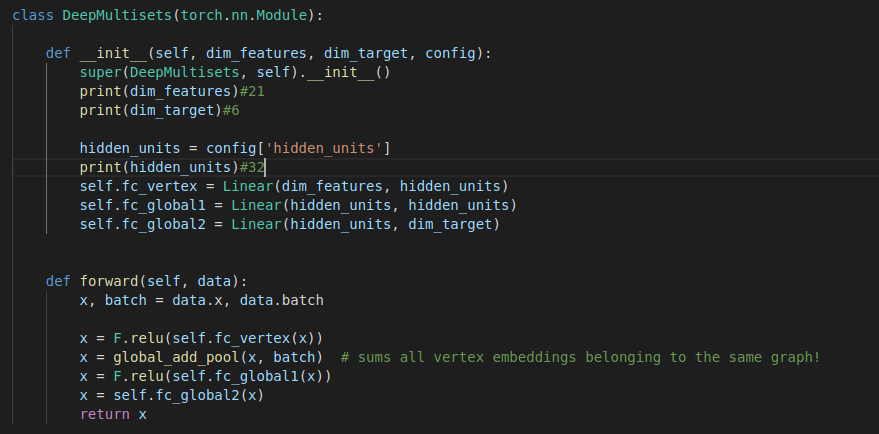 class DeepMultisets(torch.nn.Module):
def __init__(self, dim_features, dim_target, config):
super(DeepMultisets, self).__init__()
print(dim_features)#21
print(dim_target)#6
hidden_units = config['hidden_units']
print(hidden_units)#32
self.fc_vertex = Linear(dim_features, hidden_units)
self.fc_global1 = Linear(hidden_units, hidden_units)
self.fc_global2 = Linear(hidden_units, dim_target)
def forward(self, data):
x, batch = data.x, data.batch
x = F.relu(self.fc_vertex(x))
x = global_add_pool(x, batch)  # sums all vertex embeddings belonging to the same graph!
x = F.relu(self.fc_global1(x))
x = self.fc_global2(x)
return x